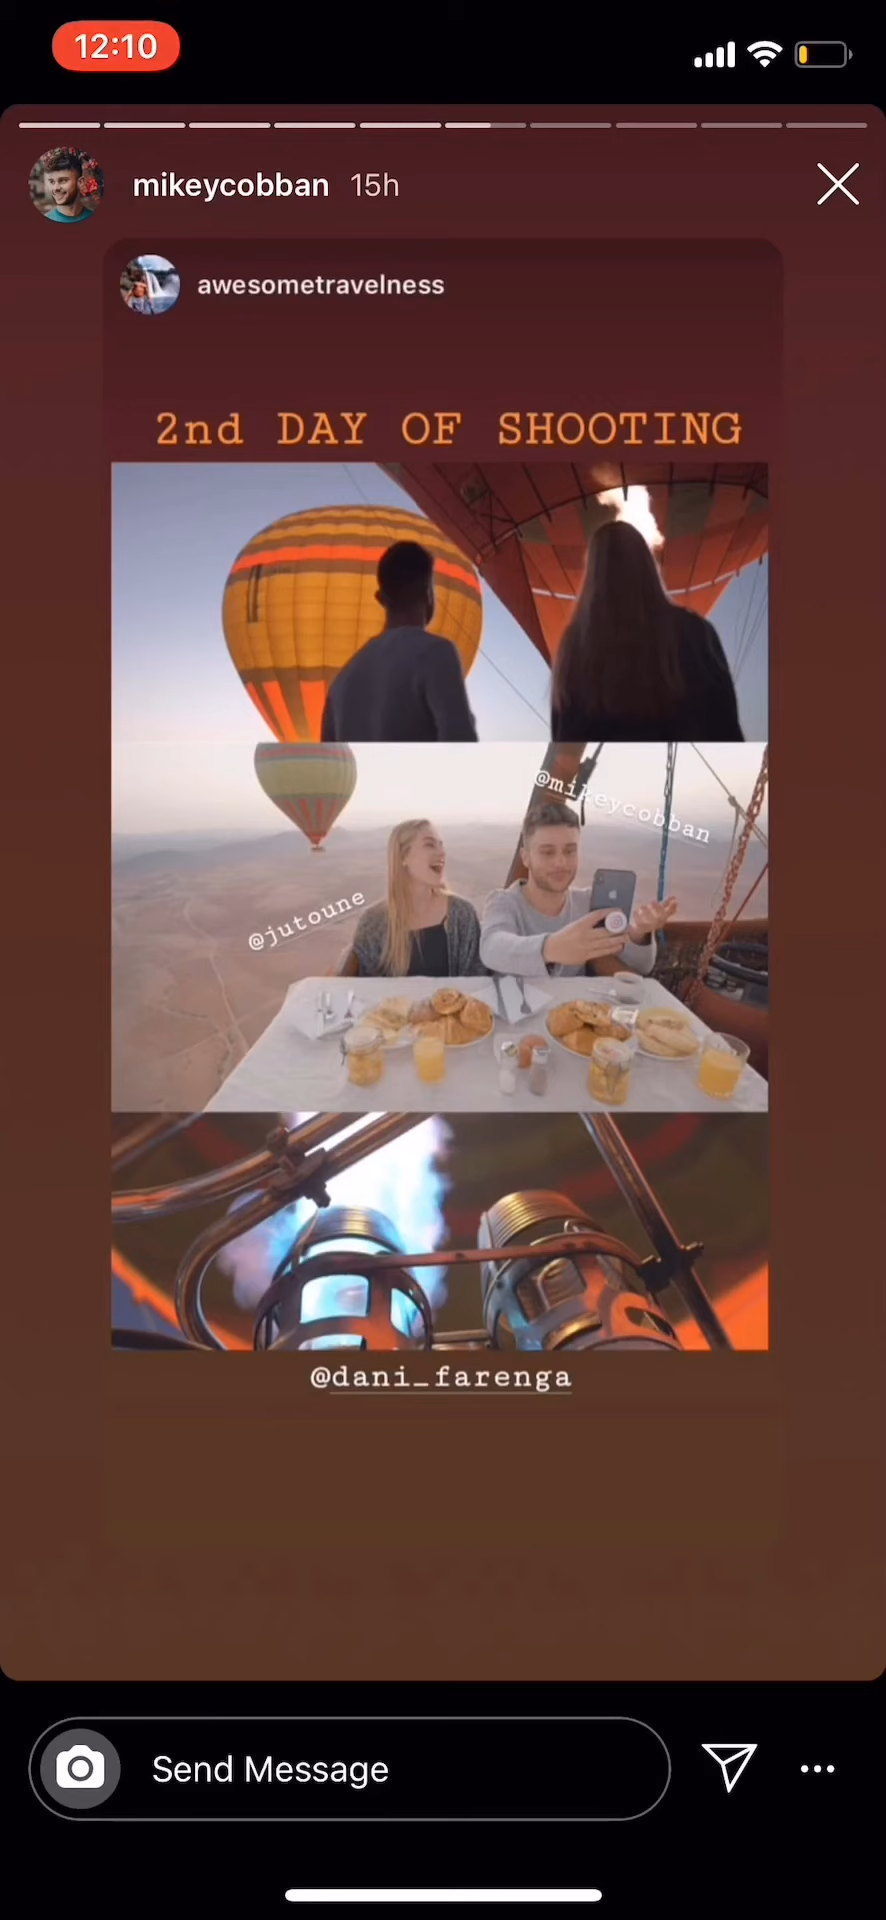 12:10
mikeycobban 15h
awesometravelness
2nd DAY OF SHOOTING
@mikeycobban
@jutoune
@dani_farenga
Send Message